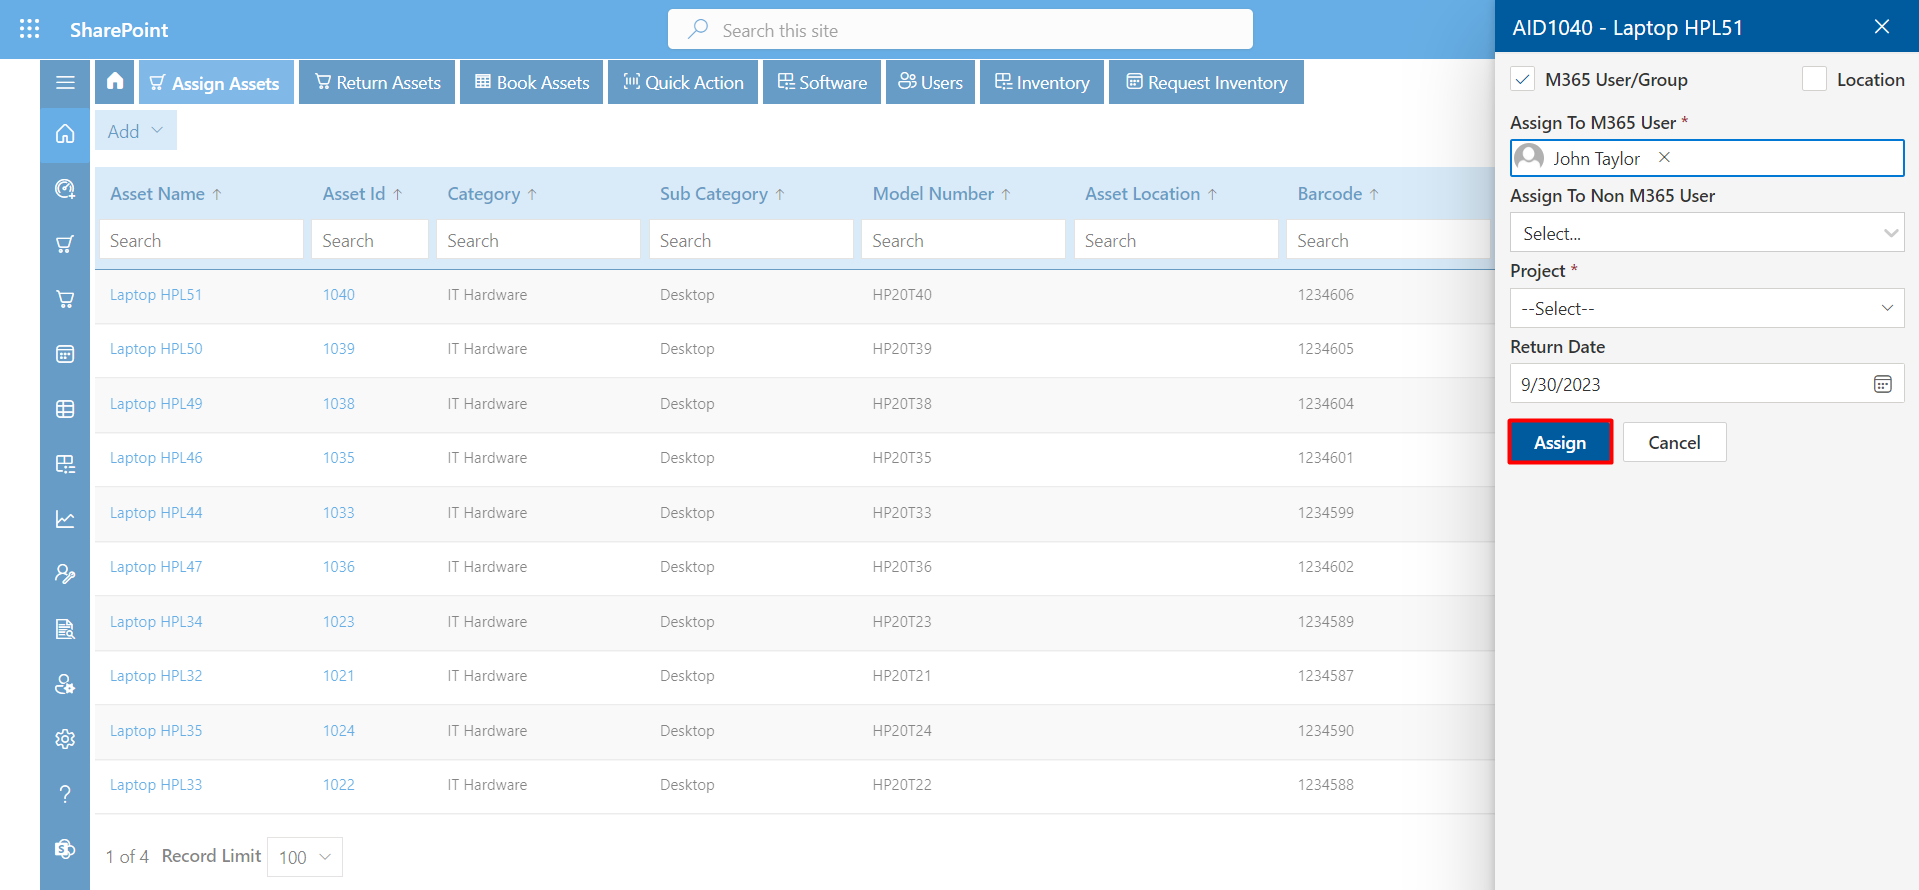 SharePoint
Search this site
AID1040 - Laptop HPL51
Assign Assets
Return Assets
Book Assets
Quick Action
Software
Users
Inventory
Request Inventory
Add
Asset Name ↑ Asset Id ↑ Category ↑ Sub Category ↑ Model Number ↑ Asset Location ↑ Barcode ↑
Search Search Search Search Search Search Search
Laptop HPL51 1040 IT Hardware Desktop HP20T40 1234606
Laptop HPL50 1039 IT Hardware Desktop HP20T39 1234605
Laptop HPL49 1038 IT Hardware Desktop HP20T38 1234604
Laptop HPL46 1035 IT Hardware Desktop HP20T35 1234601
Laptop HPL44 1033 IT Hardware Desktop HP20T33 1234599
Laptop HPL47 1036 IT Hardware Desktop HP20T36 1234602
Laptop HPL34 1023 IT Hardware Desktop HP20T23 1234589
Laptop HPL32 1021 IT Hardware Desktop HP20T21 1234587
Laptop HPL35 1024 IT Hardware Desktop HP20T24 1234590
Laptop HPL33 1022 IT Hardware Desktop HP20T22 1234588
1 of 4 Record Limit 100
M365 User/Group Location
Assign To M365 User *
John Taylor
Assign To Non M365 User
Select...
Project *
--Select--
Return Date
9/30/2023
Assign Cancel